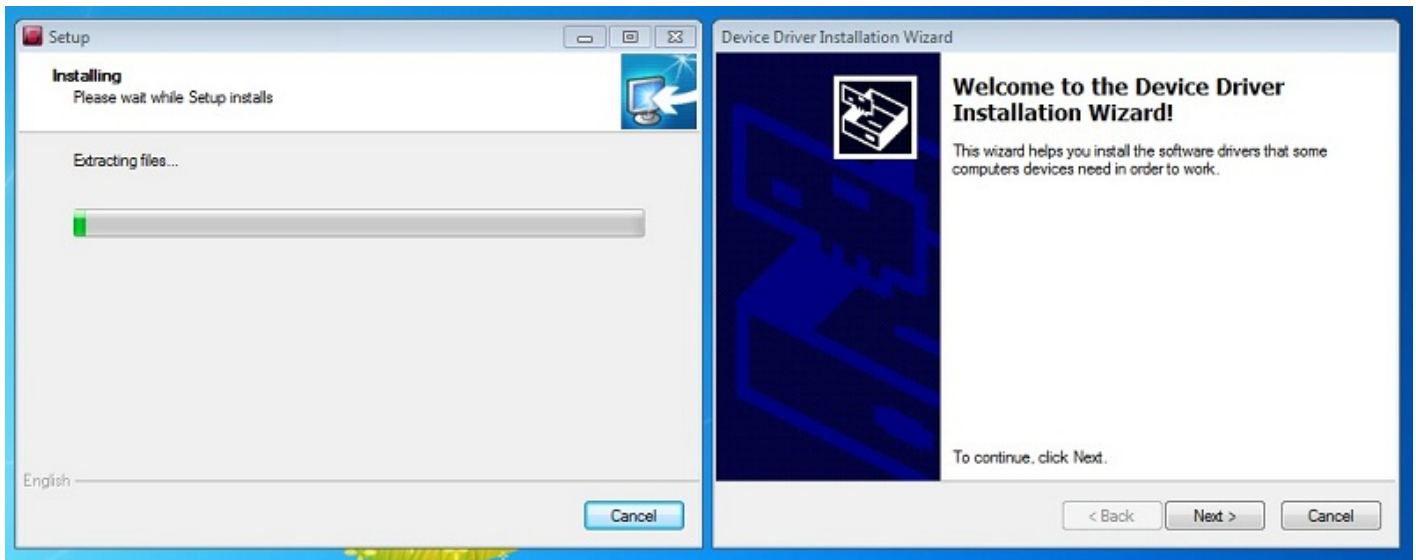 Setup
Installing
Please wait while Setup installs
Extracting files...
English
Cancel
Device Driver Installation Wizard
Welcome to the Device Driver
Installation Wizard!
This wizard helps you install the software drivers that some
computers devices need in order to work.
To continue, click Next.
< Back
Next >
Cancel